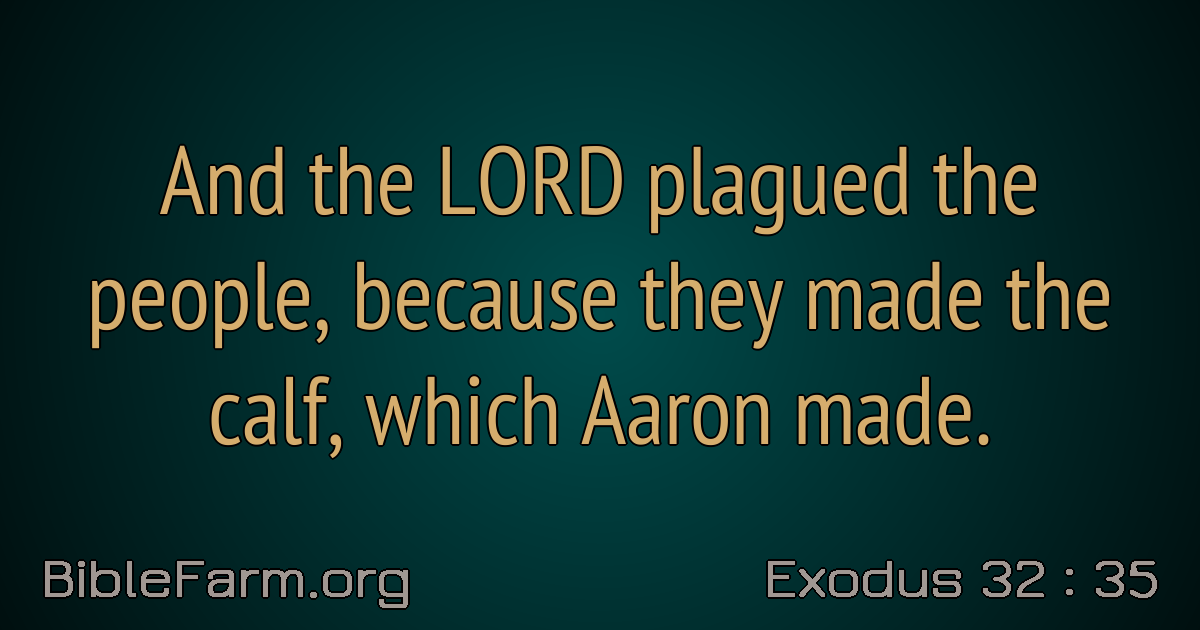 And the LORD plagued the
people, because they made the
calf, which Aaron made.
BibleFarm.org
Exodus 32 : 35